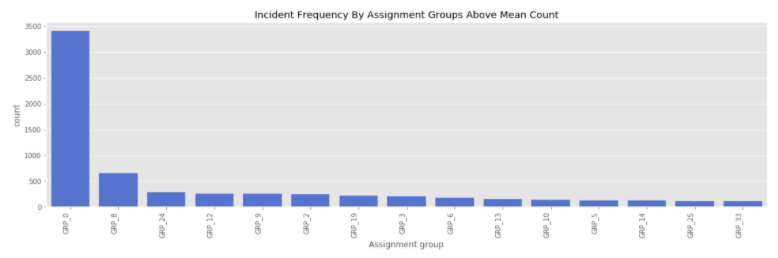 Incident Frequency By Assignment Groups Above Mean Count
3500
3000
2500
2000
1500
1000
500
0
count
GRP_0
GRP_8
GRP_24
GRP_12
GRP_9
GRP_2
GRP_19
GRP_3
GRP_6
GRP_13
GRP_10
GRP_5
GRP_14
GRP_25
GRP_33
Assignment group